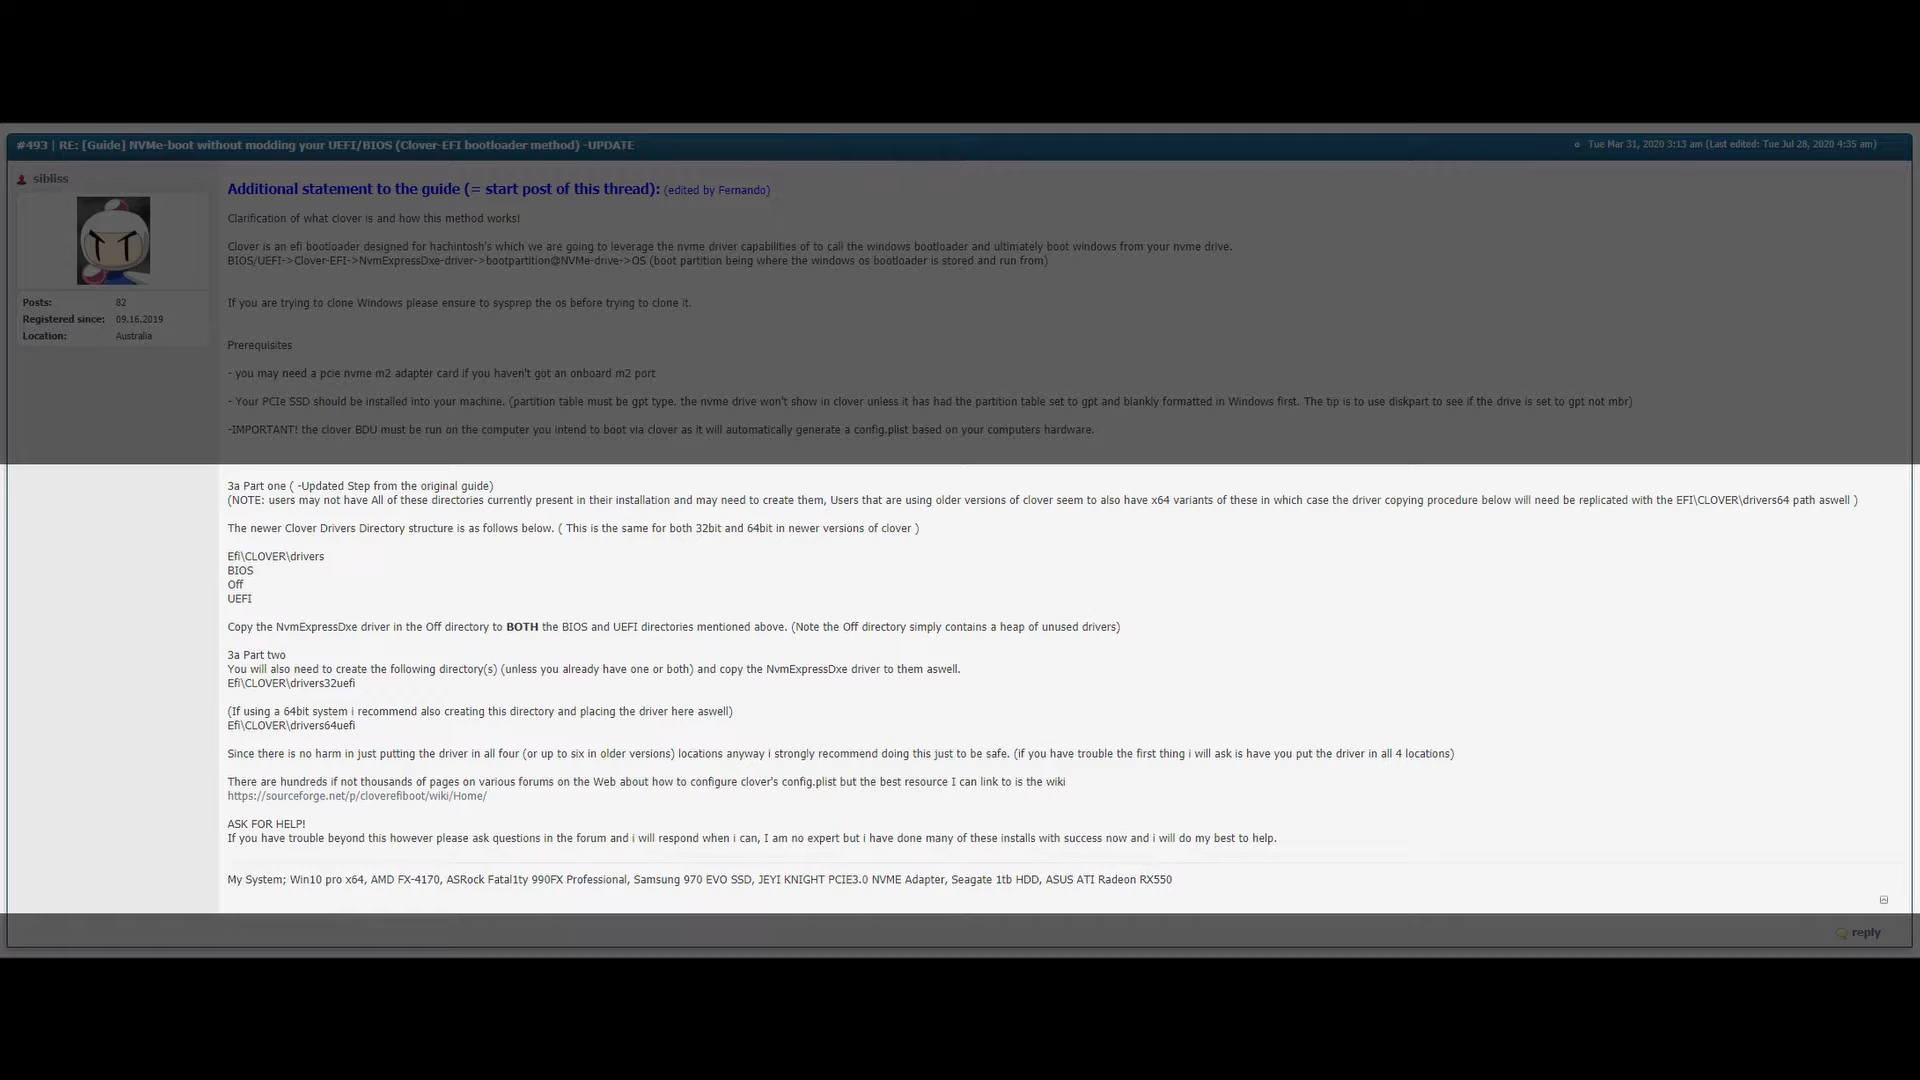 #493 | RE: [Guide] NVMe-boot without modding your UEFI/BIOS (Clover-EFI bootloader method) -UPDATE
Tue Mar 31, 2020 3:13 am (Last edited: Tue Jul 28, 2020 4:35 am)
sibliss
Posts: 82
Registered since: 09.16.2019
Location: Australia
Additional statement to the guide (= start post of this thread): (edited by Fernando)
Clarification of what clover is and how this method works!
Clover is an efi bootloader designed for hachintosh's which we are going to leverage the nvme driver capabilities of to call the windows bootloader and ultimately boot windows from your nvme drive.
BIOS/UEFI->Clover-EFI->NvmExpressDxe-driver->bootpartition@NVMe-drive->OS (boot partition being where the windows os bootloader is stored and run from)
If you are trying to clone Windows please ensure to sysprep the os before trying to clone it.
Prerequisites
- you may need a pcie nvme m2 adapter card if you haven't got an onboard m2 port
- Your PCIe SSD should be installed into your machine. (partition table must be gpt type. the nvme drive won't show in clover unless it has had the partition table set to gpt and blankly formatted in Windows first. The tip is to use diskpart to see if the drive is set to gpt not mbr)
-IMPORTANT! the clover BDU must be run on the computer you intend to boot via clover as it will automatically generate a config.plist based on your computers hardware.
3a Part one ( -Updated Step from the original guide)
(NOTE: users may not have All of these directories currently present in their installation and may need to create them, Users that are using older versions of clover seem to also have x64 variants of these in which case the driver copying procedure below will need be replicated with the EFI\CLOVER\drivers64 path aswell )
The newer Clover Drivers Directory structure is as follows below. ( This is the same for both 32bit and 64bit in newer versions of clover )
Efi\CLOVER\drivers
BIOS
Off
UEFI
Copy the NvmExpressDxe driver in the Off directory to BOTH the BIOS and UEFI directories mentioned above. (Note the Off directory simply contains a heap of unused drivers)
3a Part two
You will also need to create the following directory(s) (unless you already have one or both) and copy the NvmExpressDxe driver to them aswell.
Efi\CLOVER\drivers32uefi
(If using a 64bit system i recommend also creating this directory and placing the driver here aswell)
Efi\CLOVER\drivers64uefi
Since there is no harm in just putting the driver in all four (or up to six in older versions) locations anyway i strongly recommend doing this just to be safe. (if you have trouble the first thing i will ask is have you put the driver in all 4 locations)
There are hundreds if not thousands of pages on various forums on the Web about how to configure clover's config.plist but the best resource I can link to is the wiki
https://sourceforge.net/p/cloverefiboot/wiki/Home/
ASK FOR HELP!
If you have trouble beyond this however please ask questions in the forum and i will respond when i can, I am no expert but i have done many of these installs with success now and i will do my best to help.
My System; Win10 pro x64, AMD FX-4170, ASRock Fatal1ty 990FX Professional, Samsung 970 EVO SSD, JEYI KNIGHT PCIE3.0 NVME Adapter, Seagate 1tb HDD, ASUS ATI Radeon RX550
reply